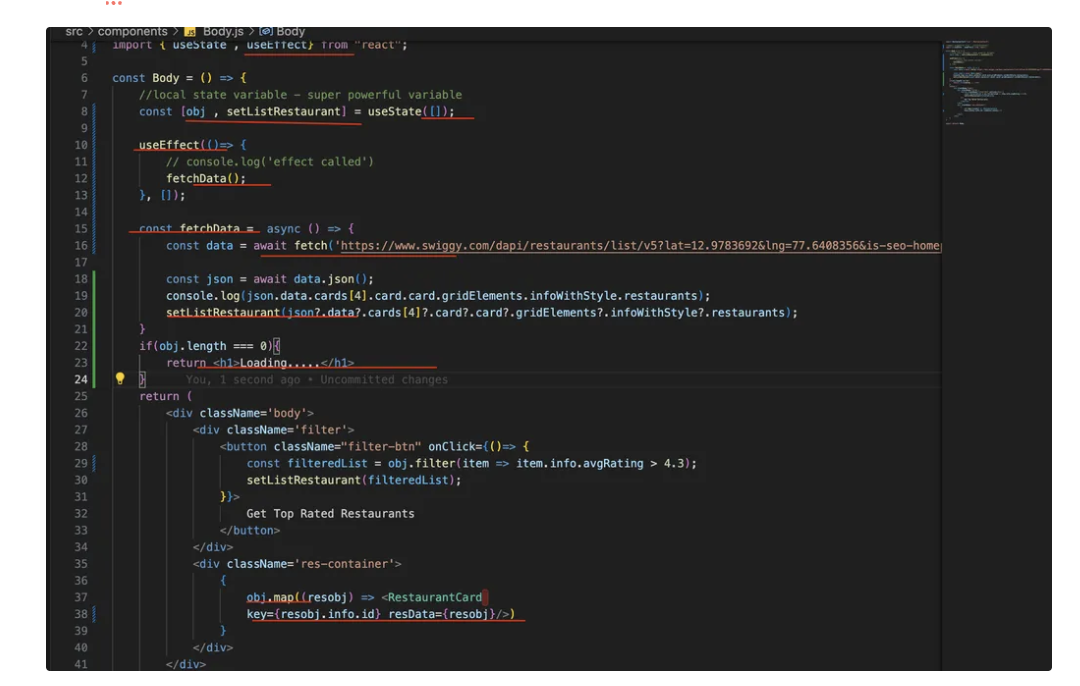 src > components > JS Body.js > Body
4 import { useState , useEffect} from "react";
5
6 const Body = () => {
7 //local state variable - super powerful variable
8 const [obj , setListRestaurant] = useState([]);
9
10 useEffect(()=> {
11 // console.log('effect called')
12 fetchData();
13 }, []);
14
15 const fetchData = async () => {
16 const data = await fetch('https://www.swiggy.com/dapi/restaurants/list/v5?lat=12.9783692&lng=77.6408356&is-seo-home
17
18 const json = await data.json();
19 console.log(json.data.cards[4].card.card.gridElements.infoWithStyle.restaurants);
20 setListRestaurant(json?.data?.cards[4]?.card?.card?.gridElements?.infoWithStyle?.restaurants);
21 }
22 if(obj.length === 0){
23 return <h1>Loading.....</h1>
24 } You, 1 second ago • Uncommitted changes
25 return (
26 <div className='body'>
27 <div className='filter'>
28 <button className="filter-btn" onClick={()=> {
29 const filteredList = obj.filter(item => item.info.avgRating > 4.3);
30 setListRestaurant(filteredList);
31 }}>
32 Get Top Rated Restaurants
33 </button>
34 </div>
35 <div className='res-container'>
36 {
37 obj.map((resobj) => <RestaurantCard
38 key={resobj.info.id} resData={resobj}/>)
39 }
40 </div>
41 </div>